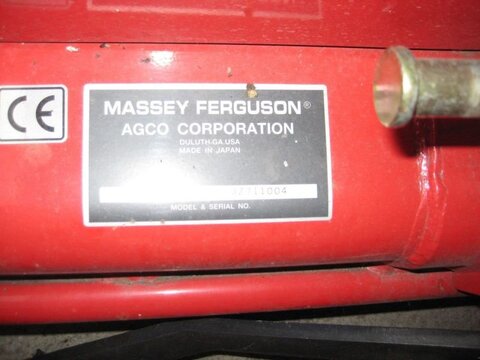 CE
MASSEY FERGUSON®
AGCO CORPORATION
DULUTH-GA.USA
MADE IN JAPAN
MODEL & SERIAL NO.